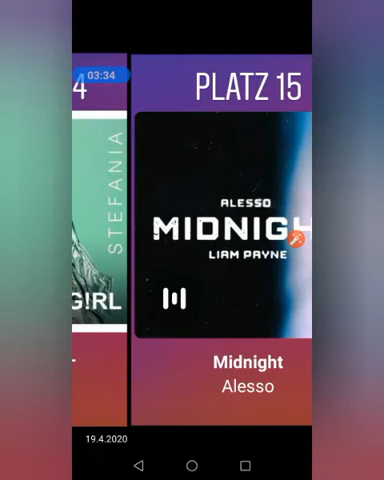 03:34
4
PLATZ 15
STEFANIA
G!RL
ALESSO
MIDNIGH
LIAM PAYNE
Midnight
Alesso
19.4.2020